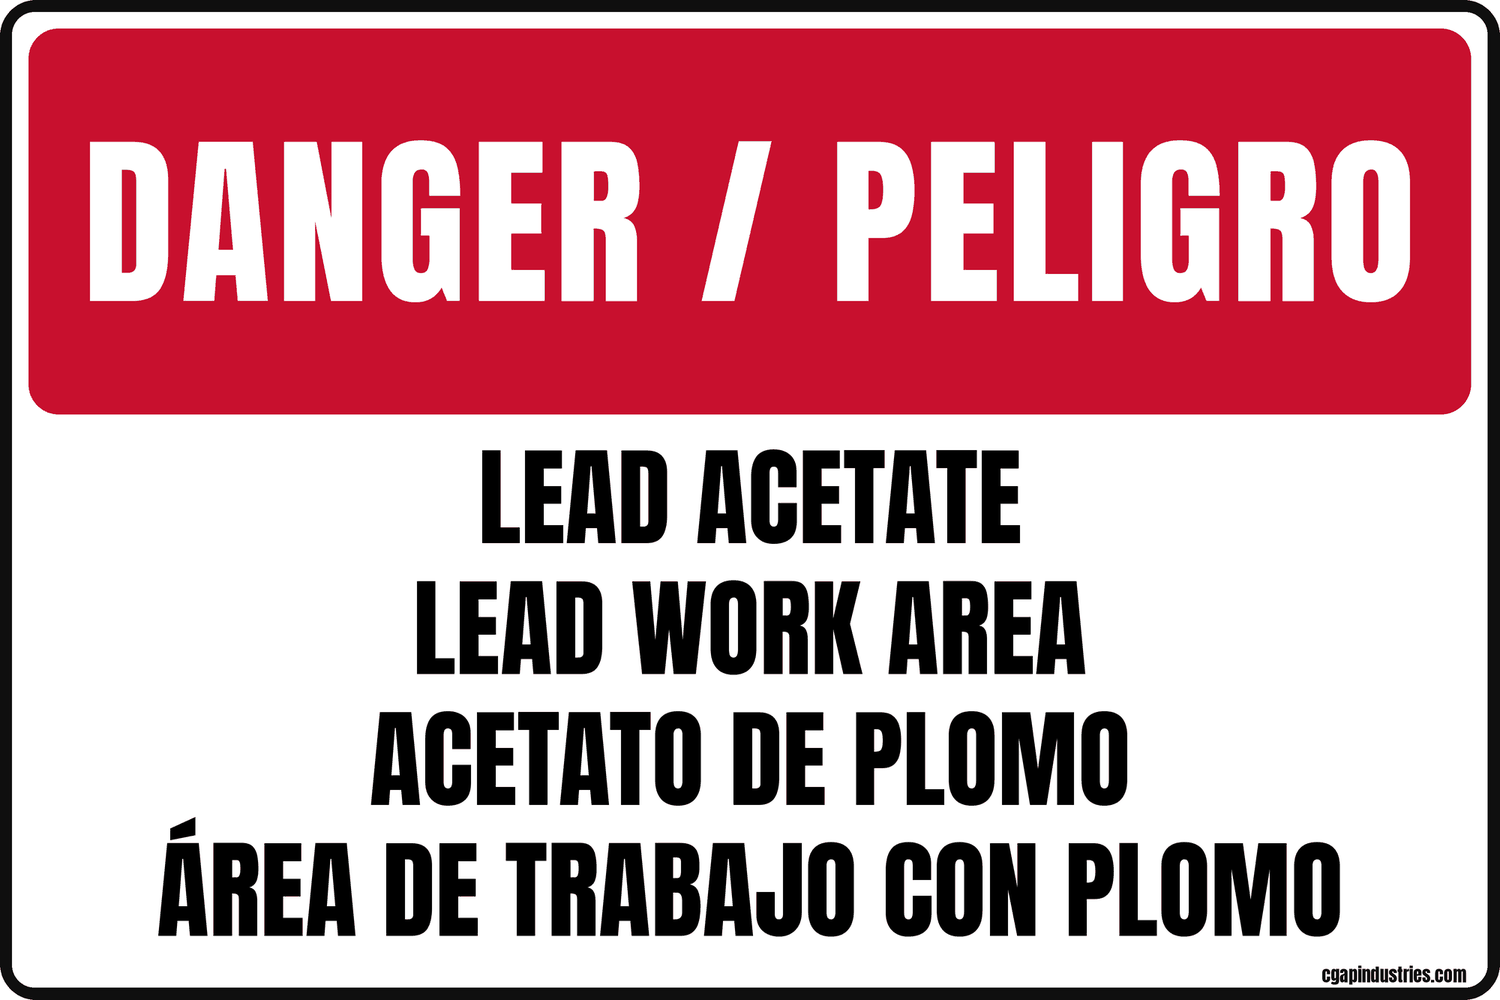 DANGER / PELIGRO
LEAD ACETATE
LEAD WORK AREA
ACETATO DE PLOMO
ÁREA DE TRABAJO CON PLOMO
cgapindustries.com